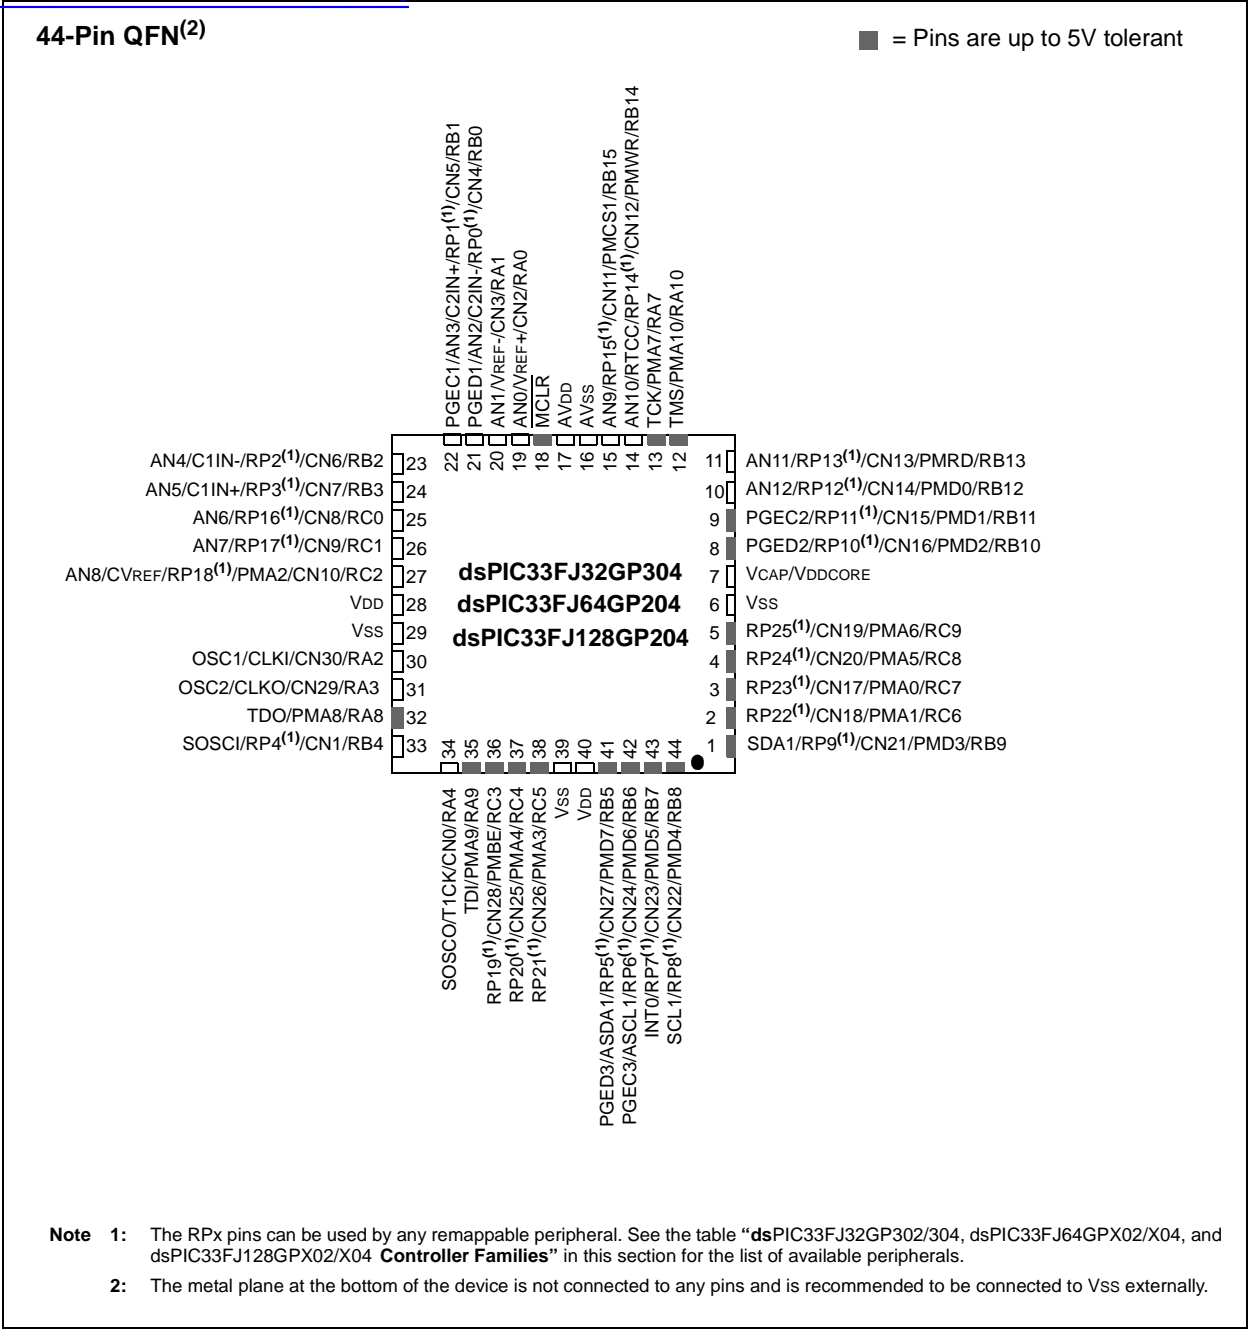 44-Pin QFN(2)
= Pins are up to 5V tolerant
PGEC1/AN3/C2IN+/RP1(1)/CN5/RB1
PGED1/AN2/C2IN-/RP0(1)/CN4/RB0
AN1/VREF-/CN3/RA1
AN0/VREF+/CN2/RA0
MCLR
AVDD
AVSS
AN9/RP15(1)/CN11/PMCS1/RB15
AN10/RTCC/RP14(1)/CN12/PMWR/RB14
TCK/PMA7/RA7
TMS/PMA10/RA10
22 21 20 19 18 17 16 15 14 13 12
AN4/C1IN-/RP2(1)/CN6/RB2 23
AN5/C1IN+/RP3(1)/CN7/RB3 24
AN6/RP16(1)/CN8/RC0 25
AN7/RP17(1)/CN9/RC1 26
AN8/CVREF/RP18(1)/PMA2/CN10/RC2 27
VDD 28
VSS 29
OSC1/CLKI/CN30/RA2 30
OSC2/CLKO/CN29/RA3 31
TDO/PMA8/RA8 32
SOSCI/RP4(1)/CN1/RB4 33
dsPIC33FJ32GP304
dsPIC33FJ64GP204
dsPIC33FJ128GP204
11 AN11/RP13(1)/CN13/PMRD/RB13
10 AN12/RP12(1)/CN14/PMD0/RB12
9 PGEC2/RP11(1)/CN15/PMD1/RB11
8 PGED2/RP10(1)/CN16/PMD2/RB10
7 VCAP/VDDCORE
6 VSS
5 RP25(1)/CN19/PMA6/RC9
4 RP24(1)/CN20/PMA5/RC8
3 RP23(1)/CN17/PMA0/RC7
2 RP22(1)/CN18/PMA1/RC6
1 SDA1/RP9(1)/CN21/PMD3/RB9
34 35 36 37 38 39 40 41 42 43 44
SOSCO/T1CK/CN0/RA4
TDI/PMA9/RA9
RP19(1)/CN28/PMBE/RC3
RP20(1)/CN25/PMA4/RC4
RP21(1)/CN26/PMA3/RC5
VSS
VDD
PGED3/ASDA1/RP5(1)/CN27/PMD7/RB5
PGEC3/ASCL1/RP6(1)/CN24/PMD6/RB6
INT0/RP7(1)/CN23/PMD5/RB7
SCL1/RP8(1)/CN22/PMD4/RB8
Note 1: The RPx pins can be used by any remappable peripheral. See the table “dsPIC33FJ32GP302/304, dsPIC33FJ64GPX02/X04, and
dsPIC33FJ128GPX02/X04 Controller Families” in this section for the list of available peripherals.
2: The metal plane at the bottom of the device is not connected to any pins and is recommended to be connected to VSS externally.